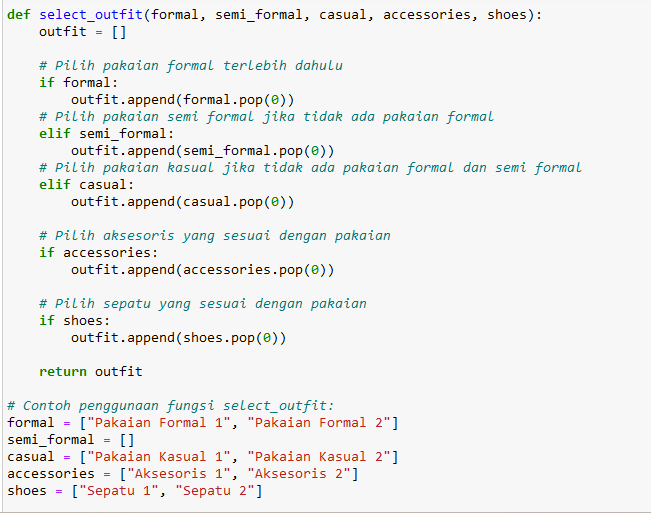 def select_outfit(formal, semi_formal, casual, accessories, shoes):
    outfit = []

    # Pilih pakaian formal terlebih dahulu
    if formal:
        outfit.append(formal.pop(0))
    # Pilih pakaian semi formal jika tidak ada pakaian formal
    elif semi_formal:
        outfit.append(semi_formal.pop(0))
    # Pilih pakaian kasual jika tidak ada pakaian formal dan semi formal
    elif casual:
        outfit.append(casual.pop(0))

    # Pilih aksesoris yang sesuai dengan pakaian
    if accessories:
        outfit.append(accessories.pop(0))

    # Pilih sepatu yang sesuai dengan pakaian
    if shoes:
        outfit.append(shoes.pop(0))

    return outfit

# Contoh penggunaan fungsi select_outfit:
formal = ["Pakaian Formal 1", "Pakaian Formal 2"]
semi_formal = []
casual = ["Pakaian Kasual 1", "Pakaian Kasual 2"]
accessories = ["Aksesoris 1", "Aksesoris 2"]
shoes = ["Sepatu 1", "Sepatu 2"]